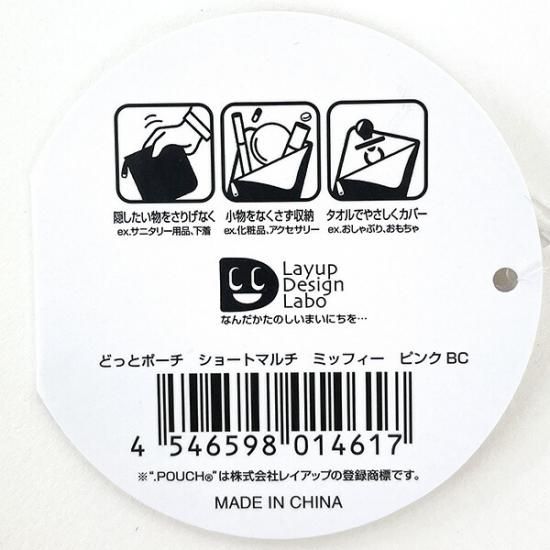 隠したい物をさりげなく 小物をなくさず収納 タオルでやさしくカバー
ex.サニタリー用品、下着 ex.化粧品、アクセサリー ex.おしゃぶり、おもちゃ
Layup
Design
Labo
なんだかたのしいまいにちを…
どっとポーチ ショートマルチ ミッフィー ピンク BC
4 546598 014617
※“.POUCH®”は株式会社レイアップの登録商標です。
MADE IN CHINA